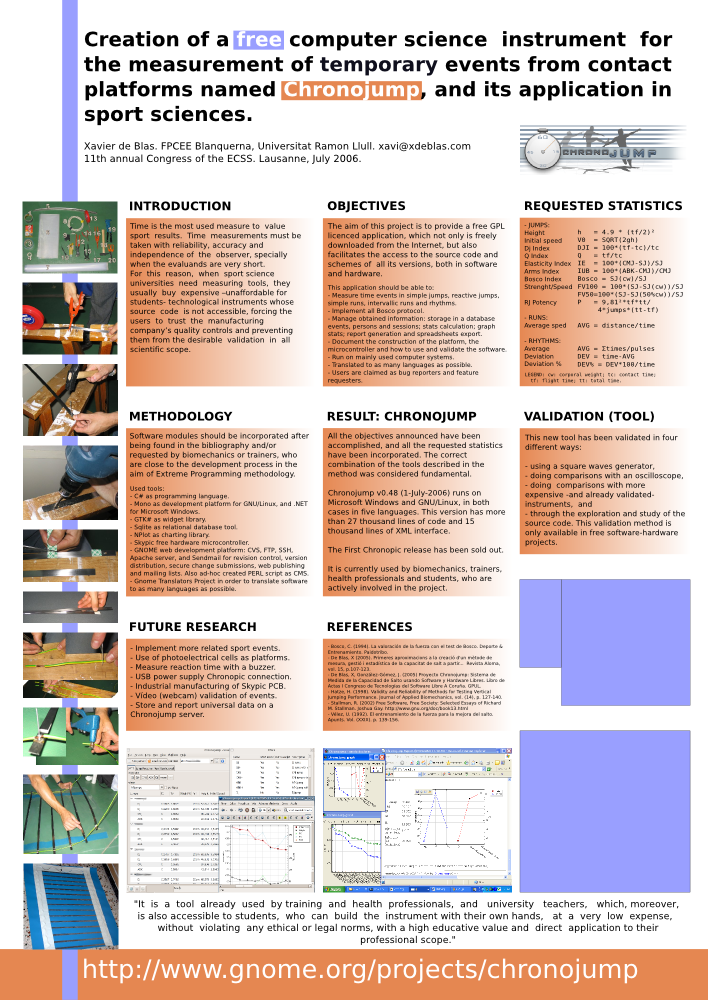 Creation of a free computer science instrument for
the measurement of temporary events from contact
platforms named Chronojump, and its application in
sport sciences.
Xavier de Blas. FPCEE Blanquerna, Universitat Ramon Llull. xavi@xdeblas.com
11th annual Congress of the ECSS. Lausanne, July 2006.
CHRONOJUMP
INTRODUCTION
Time is the most used measure to value
sport results. Time measurements must be
taken with reliability, accuracy and
independence of the observer, specially
when the evaluands are very short.
For this reason, when sport science
universities need measuring tools, they
usually buy expensive –unaffordable for
students- technological instruments whose
source code is not accessible, forcing the
users to trust the manufacturing
company's quality controls and preventing
them from the desirable validation in all
scientific scope.
OBJECTIVES
The aim of this project is to provide a free GPL
licenced application, which not only is freely
downloaded from the Internet, but also
facilitates the access to the source code and
schemes of all its versions, both in software
and hardware.
This application should be able to:
- Measure time events in simple jumps, reactive jumps,
simple runs, intervallic runs and rhythms.
- Implement all Bosco protocol.
- Manage obtained information: storage in a database
events, persons and sessions; stats calculation; graph
stats; report generation and spreadsheets export.
- Documment the construction of the platform, the
microcontroller and how to use and validate the software.
- Run on mainly used computer systems.
- Translated to as many languages as possible.
- Users are claimed as bug reporters and feature
requesters.
REQUESTED STATISTICS
- JUMPS:
Height h = 4.9 * (tf/2)²
Initial speed V0 = SQRT(2gh)
Dj Index DJI = 100*(tf-tc)/tc
Q Index Q = tf/tc
Elasticity Index IE = 100*(CMJ-SJ)/SJ
Arms Index IUB = 100*(ABK-CMJ)/CMJ
Bosco Index Bosco = SJ(cw)/SJ
Strenght/Speed FV100 = 100*(SJ-SJ(cw))/SJ
FV50=100*(SJ-SJ(50%cw))/SJ
RJ Potency P = 9.81²*tf*tt/
4*jumps*(tt-tf)
- RUNS:
Average sped AVG = distance/time
- RHYTHMS:
Average AVG = Σtimes/pulses
Deviation DEV = time-AVG
Deviation % DEV% = DEV*100/time
LEGEND: cw: corporal weight; tc: contact time;
tf: flight time; tt: total time.
METHODOLOGY
Software modules should be incorporated after
being found in the bibliography and/or
requested by biomechanics or trainers, who
are close to the development process in the
aim of Extreme Programming methodology.
Used tools:
- C# as programming language.
- Mono as development platform for GNU/Linux, and .NET
for Microsoft Windows.
- GTK# as widget library.
- Sqlite as relational database tool.
- NPlot as charting library.
- Skypic free hardware microcontroller.
- GNOME web development platform: CVS, FTP, SSH,
Apache server, and Sendmail for revision control, version
distribution, secure change submissions, web publishing
and mailing lists. Also ad-hoc created PERL script as CMS.
- Gnome Translators Project in order to translate software
to as many languages as possible.
RESULT: CHRONOJUMP
All the objectives announced have been
accomplished, and all the requested statistics
have been incorporated. The correct
combination of the tools described in the
method was considered fundamental.
Chronojump v0.48 (1-July-2006) runs on
Microsoft Windows and GNU/Linux, in both
cases in five languages. This version has more
than 27 thousand lines of code and 15
thousand lines of XML interface.
The First Chronopic release has been sold out.
It is currently used by biomechanics, trainers,
health professionals and students, who are
actively involved in the project.
VALIDATION (TOOL)
This new tool has been validated in four
different ways:
- using a square waves generator,
- doing comparisons with an oscilloscope,
- doing comparisons with more
expensive -and already validated-
instruments, and
- through the exploration and study of the
source code. This validation method is
only available in free software-hardware
projects.
FUTURE RESEARCH
- Implement more related sport events.
- Use of photoelectrical cells as platforms.
- Measure reaction time with a buzzer.
- USB power supply Chronopic connection.
- Industrial manufacturing of Skypic PCB.
- Video (webcam) validation of events.
- Store and report universal data on a
Chronojump server.
REFERENCES
- Bosco, C. (1994). La valoración de la fuerza con el test de Bosco. Deporte &
Entrenamiento. Paidotribo.
- De Blas, X (2005). Primeres aproximacions a la creació d'un mètode de
mesura, gestió i estadística de la capacitat de salt a partir... Revista Aloma,
vol. 15, p.107-123.
- De Blas, X. González-Gómez, J. (2005) Proyecto Chronojump: Sistema de
Medida de la Capacidad de Salto usando Software y Hardware Libres. Libro de
Actas I Congreso de Tecnologías del Software Libre A Coruña, GPUL.
- Hatze, H. (1998). Validity and Reliability of Methods for Testing Vertical
Jumping Performance. Journal of Applied Biomechanics, vol. (14), p. 127-140.
- Stallman, R. (2002) Free Software, Free Society: Selected Essays of Richard
M. Stallman. Joshua Gay. http://www.gnu.org/doc/book13.html
- Vélez, U. (1992). El entrenamiento de la fuerza para la mejora del salto.
Apunts, Vol. (XXIX). p. 139-156.
"It is a tool already used by training and health professionals, and university teachers, which, moreover,
is also accessible to students, who can build the instrument with their own hands, at a very low expense,
without violating any ethical or legal norms, with a high educative value and direct application to their
professional scope."
http://www.gnome.org/projects/chronojump